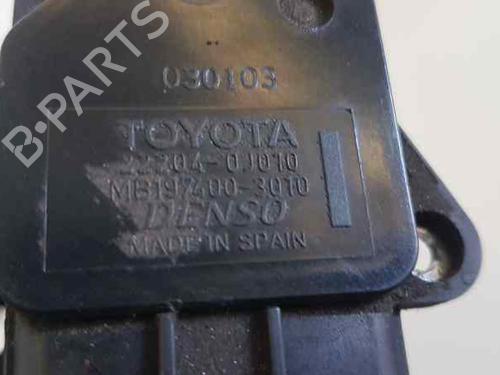 030103
TOYOTA
22204-0J010
MB197400-3010
DENSO
MADE IN SPAIN
B-PARTS